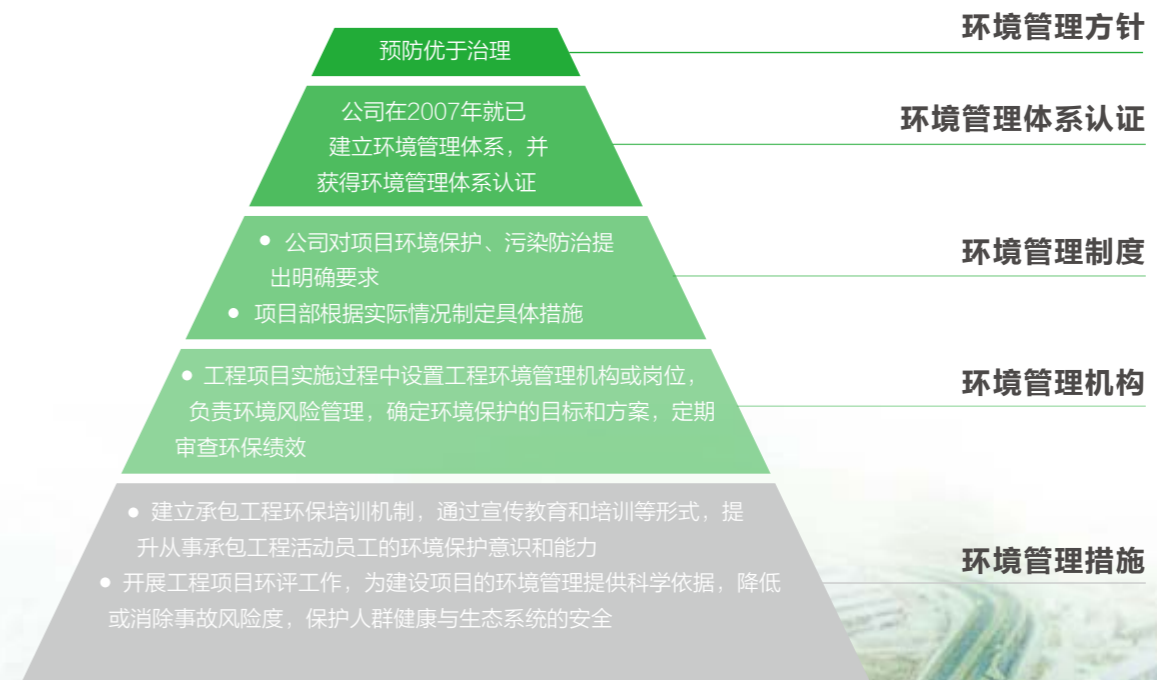 环境管理方针
预防优于治理
环境管理体系认证
公司在2007年就已
建立环境管理体系，并
获得环境管理体系认证
环境管理制度
● 公司对项目环境保护、污染防治提
出明确要求
● 项目部根据实际情况制定具体措施
环境管理机构
● 工程项目实施过程中设置工程环境管理机构或岗位，
负责环境风险管理，确定环境保护的目标和方案，定期
审查环保绩效
环境管理措施
● 建立承包工程环保培训机制，通过宣传教育和培训等形式，提
升从事承包工程活动员工的环境保护意识和能力
● 开展工程项目环评工作，为建设项目的环境管理提供科学依据，降低
或消除事故风险度，保护人群健康与生态系统的安全